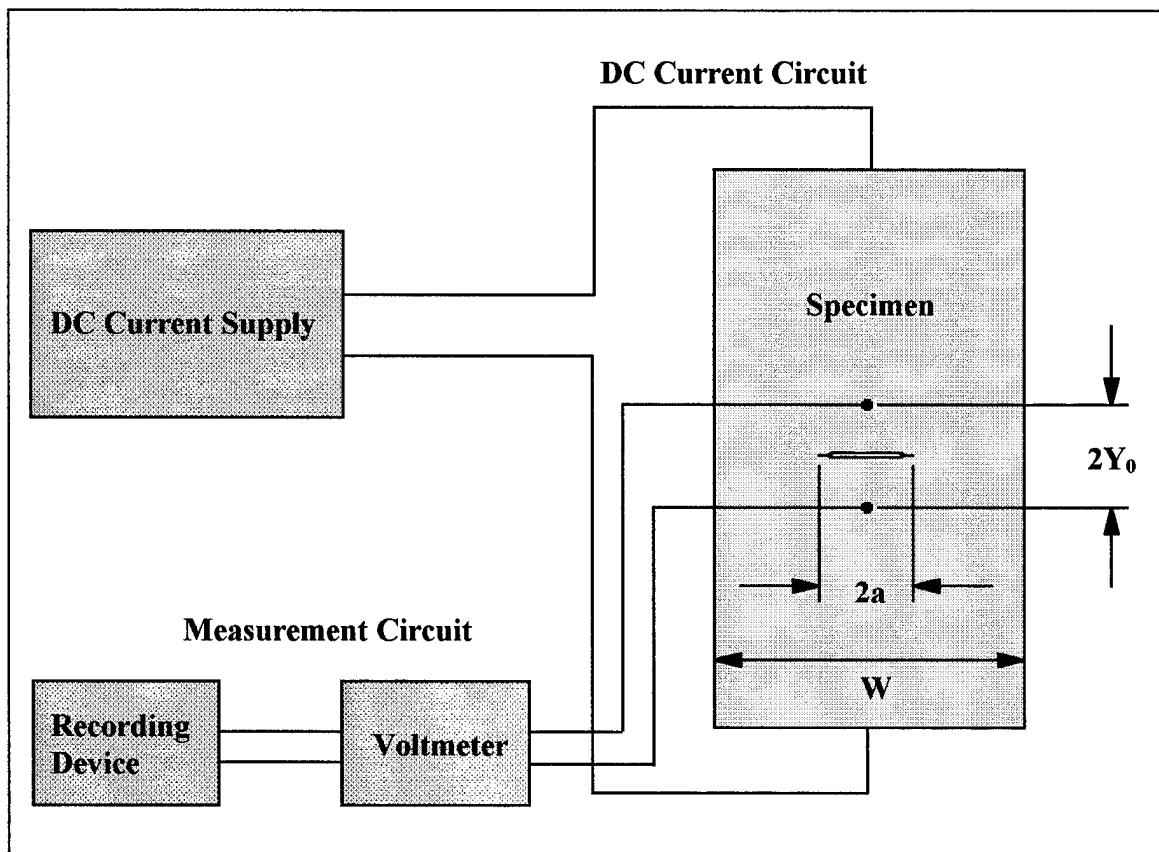 DC Current Circuit
DC Current Supply
Specimen
2Y₀
2a
Measurement Circuit
W
Recording
Device
Voltmeter